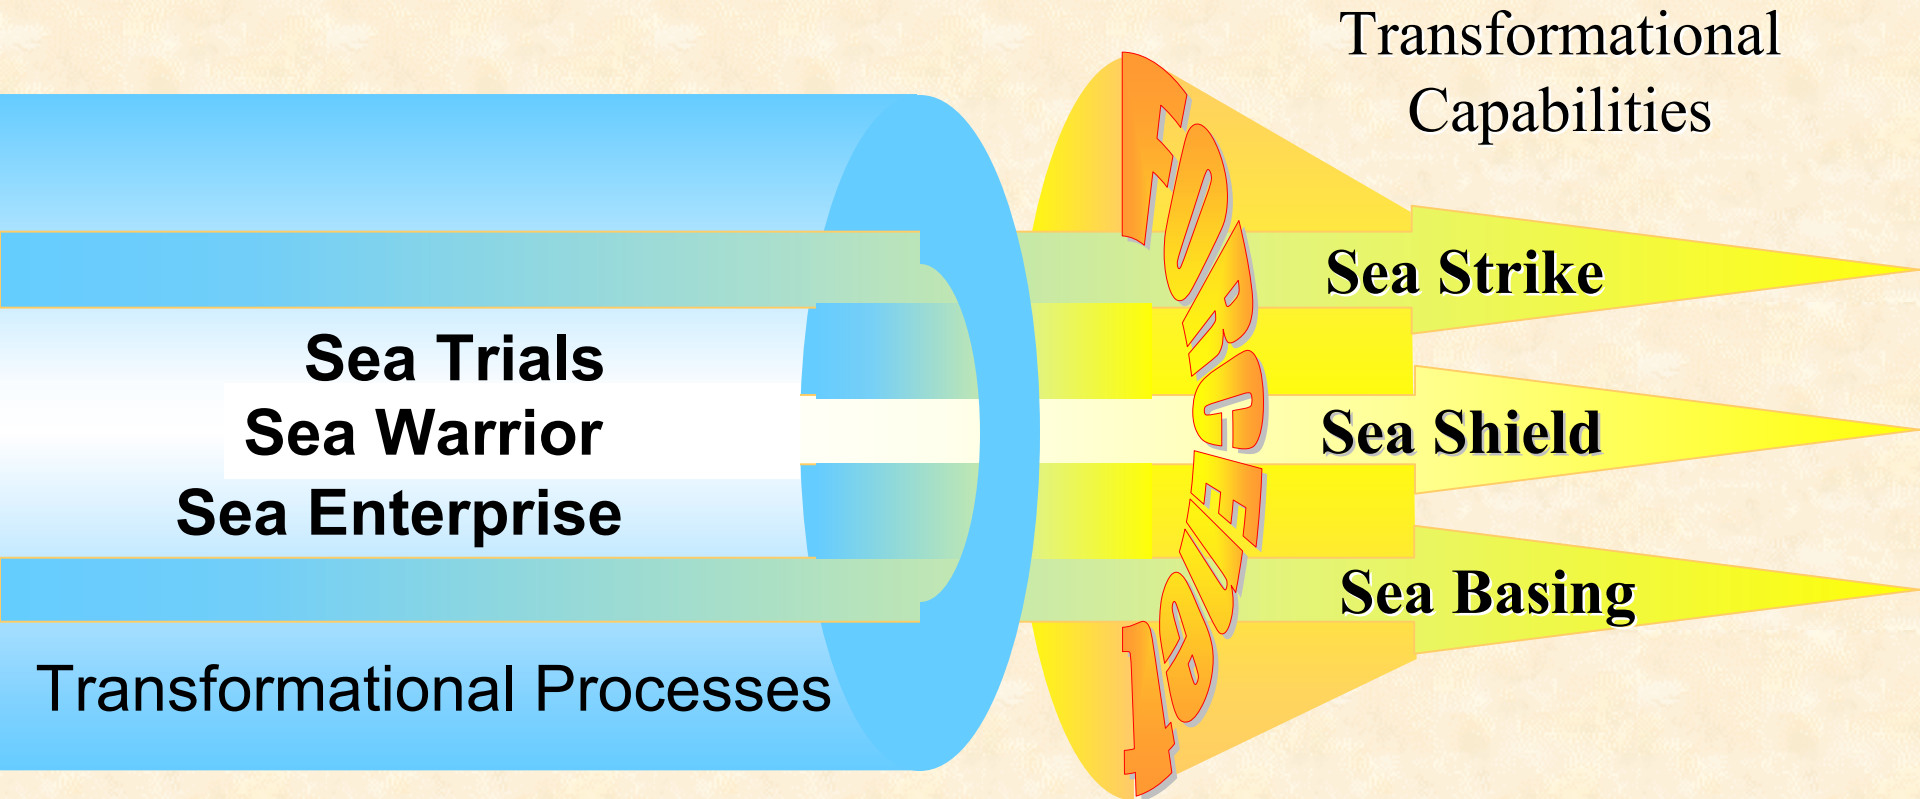 Transformational
Capabilities
FORCEnet
Sea Strike
Sea Trials
Sea Warrior
Sea Shield
Sea Enterprise
Sea Basing
Transformational Processes